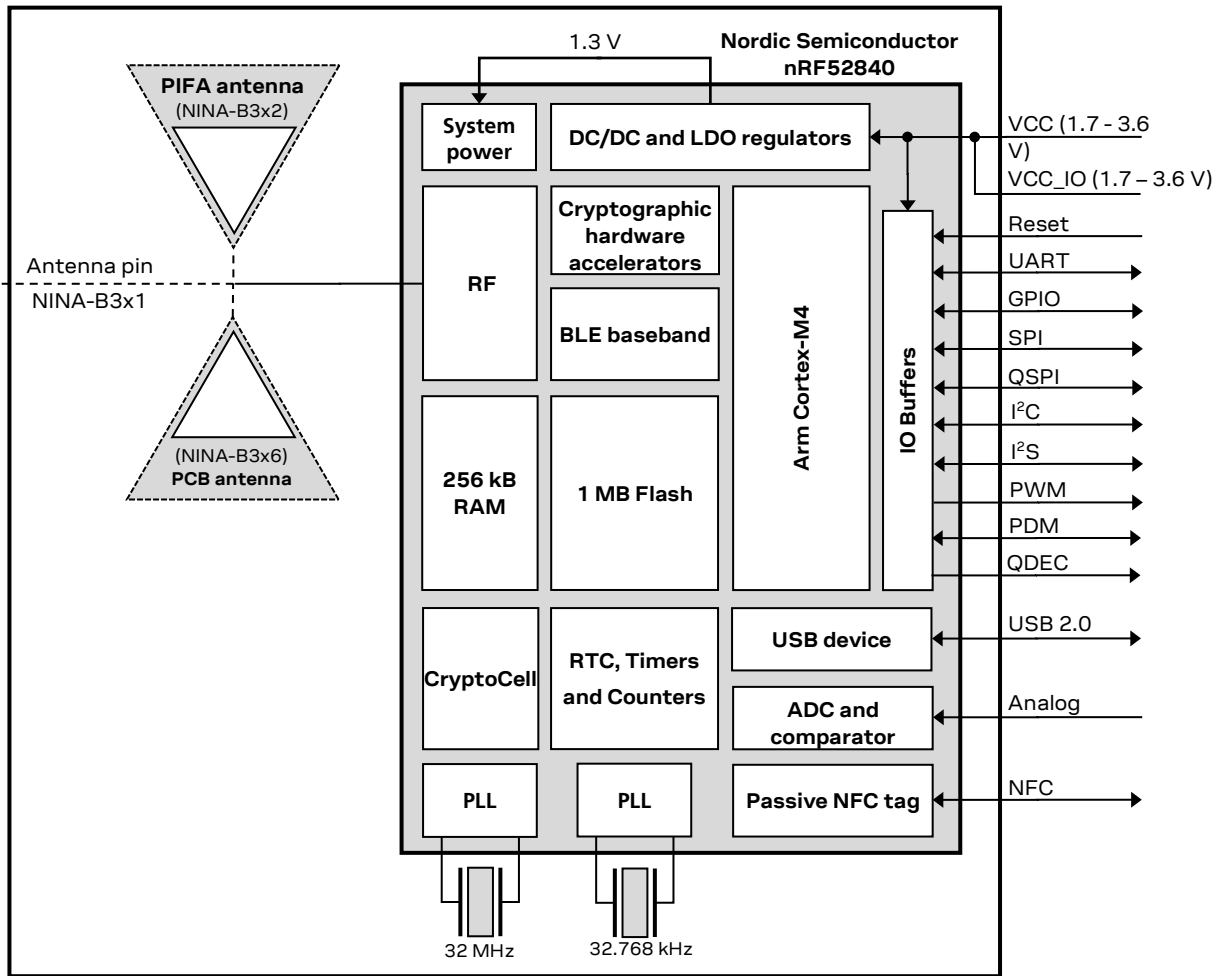 1.3 V
Nordic Semiconductor
nRF52840
PIFA antenna
(NINA-B3x2)
Antenna pin
NINA-B3x1
(NINA-B3x6)
PCB antenna
System
power
DC/DC and LDO regulators
VCC (1.7 - 3.6
V)
VCC_IO (1.7 – 3.6 V)
RF
Cryptographic
hardware
accelerators
BLE baseband
Arm Cortex-M4
IO Buffers
Reset
UART
GPIO
SPI
QSPI
I²C
I²S
PWM
PDM
QDEC
256 kB
RAM
1 MB Flash
CryptoCell
RTC, Timers
and Counters
USB device
USB 2.0
ADC and
comparator
Analog
PLL
PLL
Passive NFC tag
NFC
32 MHz
32.768 kHz